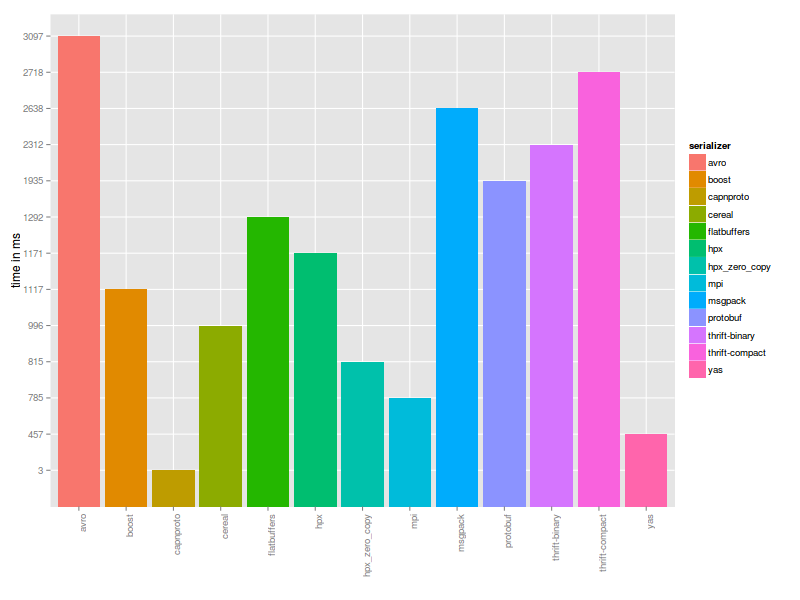 3097
2718
2638
2312
1935
1292
1171
1117
996
815
785
457
3
time in ms
avro
boost
capnproto
cereal
flatbuffers
hpx
hpx_zero_copy
mpi
msgpack
protobuf
thrift-binary
thrift-compact
yas
serializer
avro
boost
capnproto
cereal
flatbuffers
hpx
hpx_zero_copy
mpi
msgpack
protobuf
thrift-binary
thrift-compact
yas